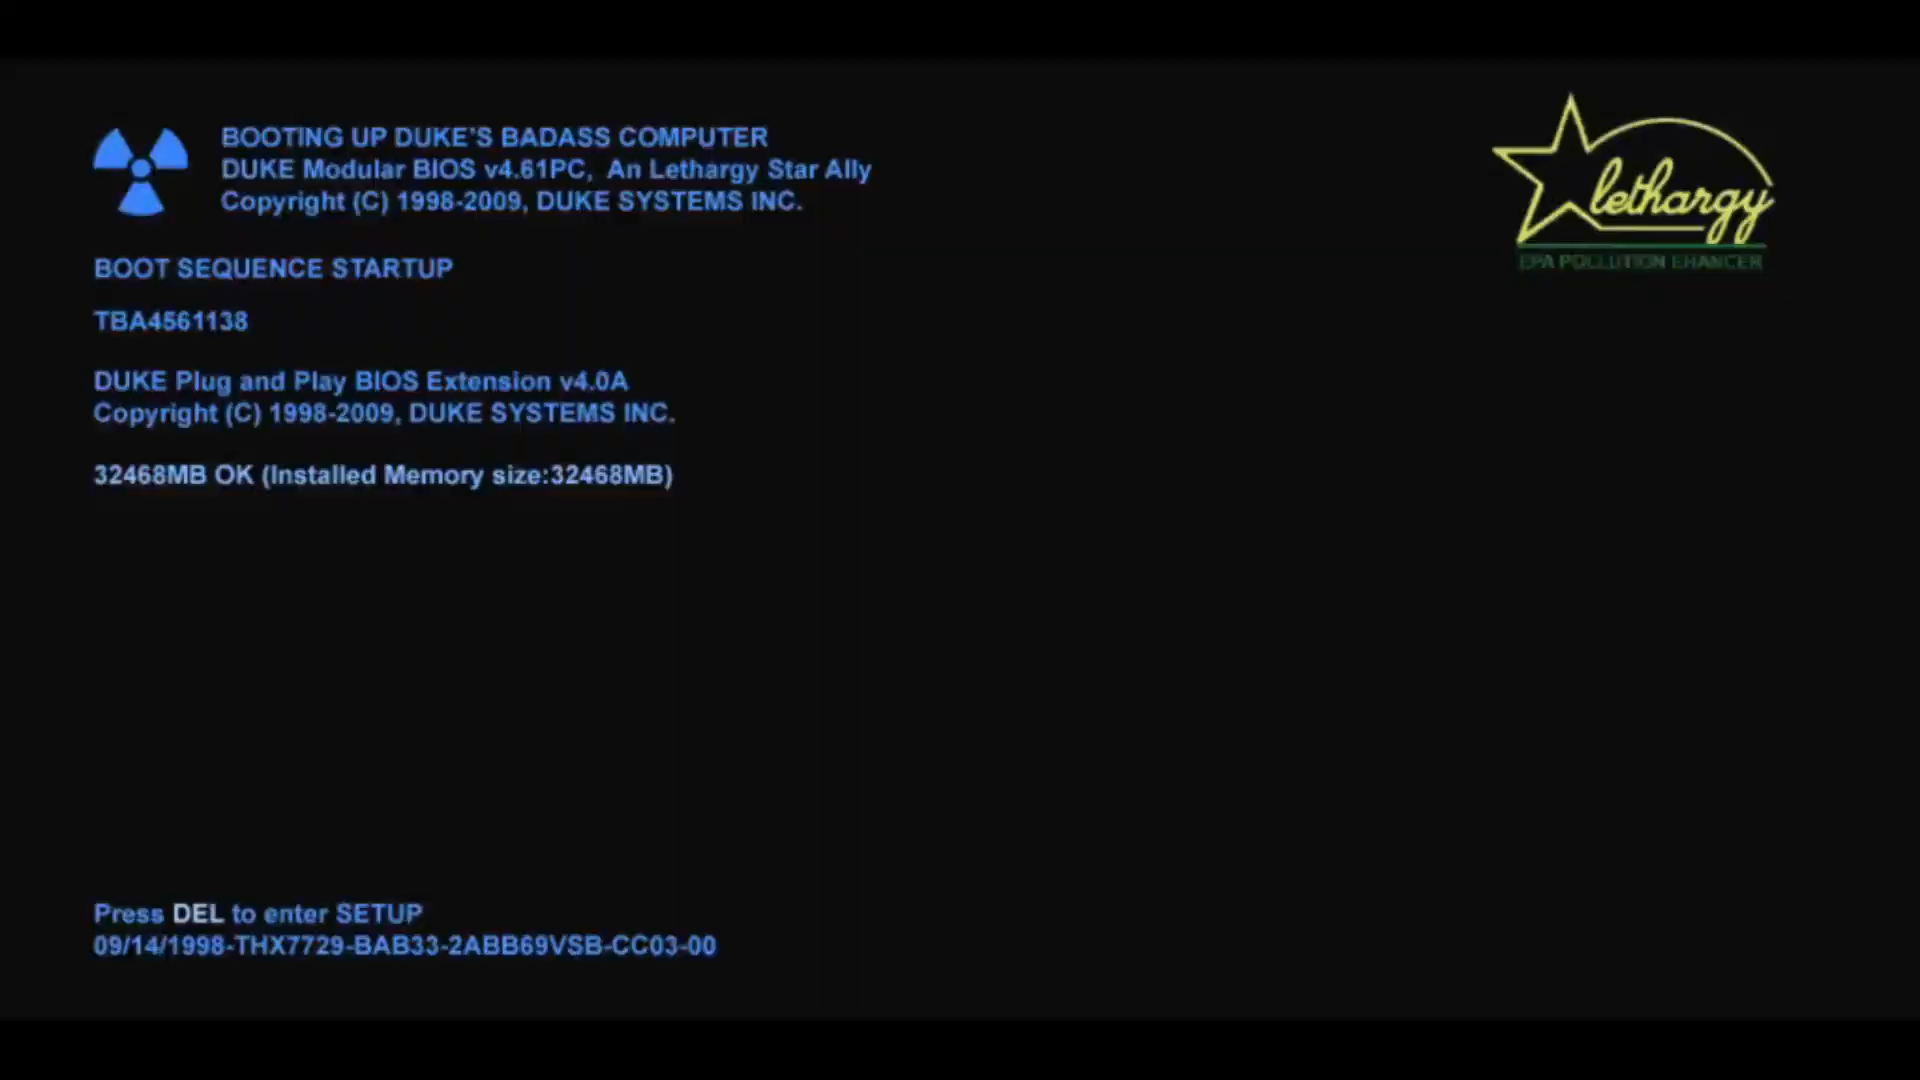 BOOTING UP DUKE'S BADASS COMPUTER
DUKE Modular BIOS v4.61PC, An Lethargy Star Ally
Copyright (C) 1998-2009, DUKE SYSTEMS INC.
lethargy
EPA POLLUTION EHANCER
BOOT SEQUENCE STARTUP
TBA4561138
DUKE Plug and Play BIOS Extension v4.0A
Copyright (C) 1998-2009, DUKE SYSTEMS INC.
32468MB OK (Installed Memory size:32468MB)
Press DEL to enter SETUP
09/14/1998-THX7729-BAB33-2ABB69VSB-CC03-00